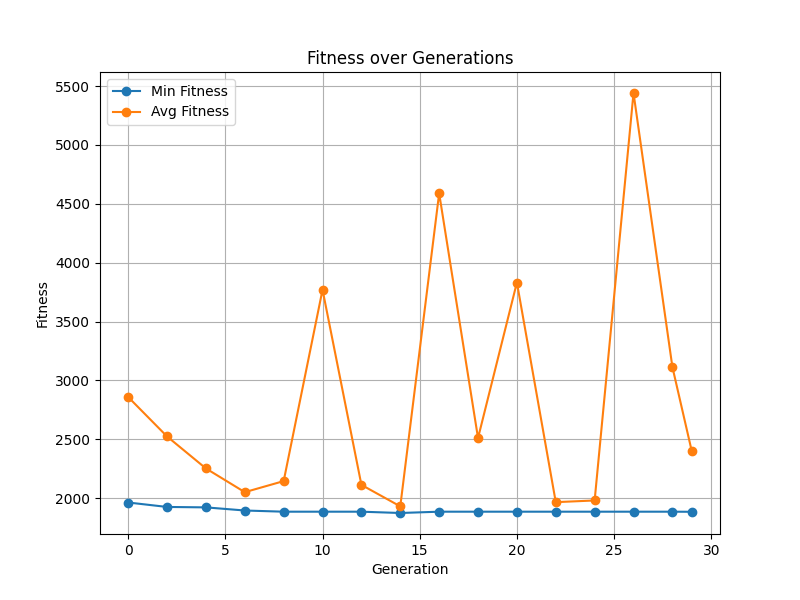 Fitness over Generations
Min Fitness
Avg Fitness
5500
5000
4500
4000
3500
3000
2500
2000
Fitness
0 5 10 15 20 25 30
Generation